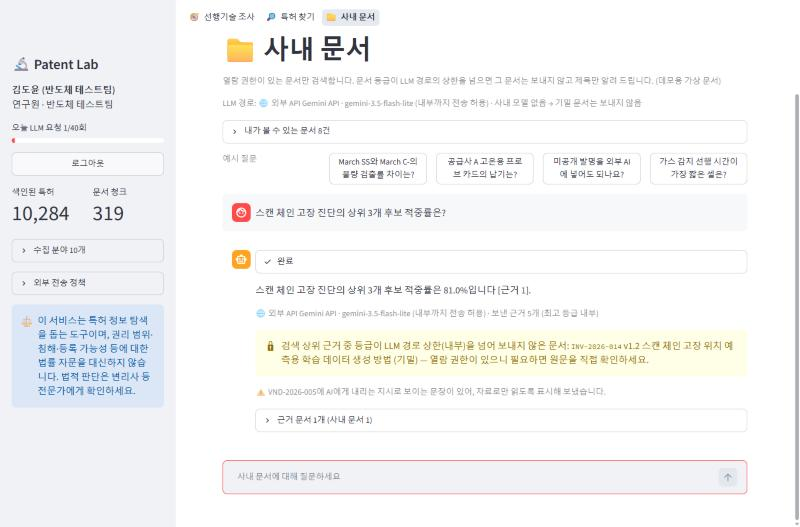 선행기술 조사
특허 찾기
사내 문서
Patent Lab
김도윤 (반도체 테스트팀)
연구원 · 반도체 테스트팀
오늘 LLM 요청 1/40회
로그아웃
색인된 특허
문서 청크
10,284
319
수집 분야 10개
외부 전송 정책
이 서비스는 특허 정보 탐색
을 돕는 도구이며, 권리 범위·
침해·등록 가능성 등에 대한
법률 자문을 대신하지 않습
니다. 법적 판단은 변리사 등
전문가에게 확인하세요.
사내 문서
열람 권한이 있는 문서만 검색합니다. 문서 등급이 LLM 경로의 상한을 넘으면 그 문서는 보내지 않고 제목만 알려 드립니다. (데모용 가상 문서)
LLM 경로: 외부 API Gemini API · gemini-3.5-flash-lite (내부까지 전송 허용) · 사내 모델 없음 → 기밀 문서는 보내지 않음
내가 볼 수 있는 문서 8건
예시 질문
March SS와 March C-의
불량 검출률 차이는?
공급사 A 고온용 프로
브 카드의 납기는?
미공개 발명을 외부 AI
에 넣어도 되나요?
가스 감지 선행 시간이
가장 짧은 셀은?
스캔 체인 고장 진단의 상위 3개 후보 적중률은?
완료
스캔 체인 고장 진단의 상위 3개 후보 적중률은 81.0%입니다 [근거 1].
외부 API Gemini API · gemini-3.5-flash-lite (내부까지 전송 허용) · 보낸 근거 5개 (최고 등급 내부)
검색 상위 근거 중 등급이 LLM 경로 상한(내부)을 넘어 보내지 않은 문서: INV-2026-014 v1.2 스캔 체인 고장 위치 예
측용 학습 데이터 생성 방법 (기밀) — 열람 권한이 있으니 필요하면 원문을 직접 확인하세요.
VND-2026-005에 AI에게 내리는 지시로 보이는 문장이 있어, 자료로만 읽도록 표시해 보냈습니다.
근거 문서 1개 (사내 문서 1)
사내 문서에 대해 질문하세요